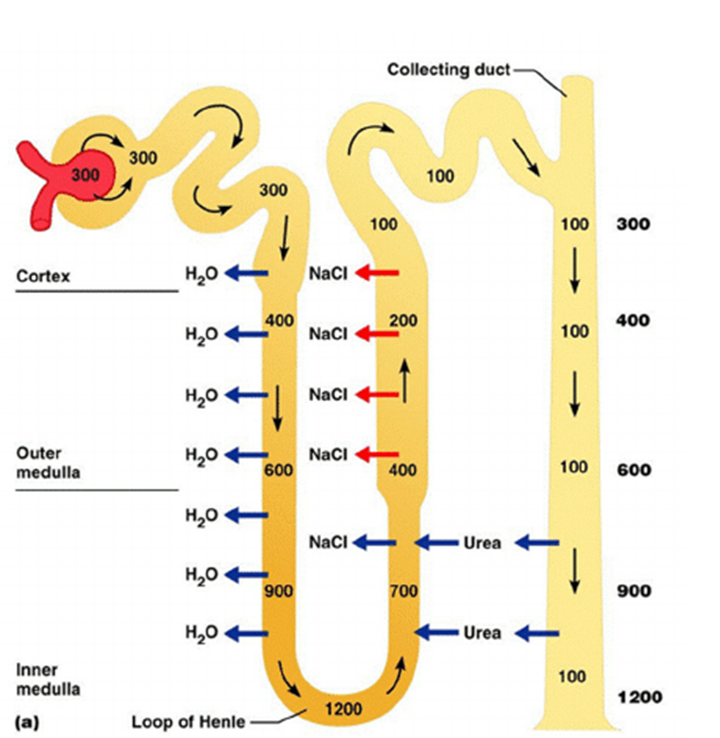 Collecting duct
300
300
300
100
100
100
300
Cortex
H₂O
NaCl
400
H₂O
NaCl
200
100
400
H₂O
NaCl
Outer
medulla
H₂O
NaCl
600
400
100
600
H₂O
NaCl
Urea
H₂O
900
700
900
H₂O
Urea
Inner
medulla
100
1200
1200
(a)
Loop of Henle